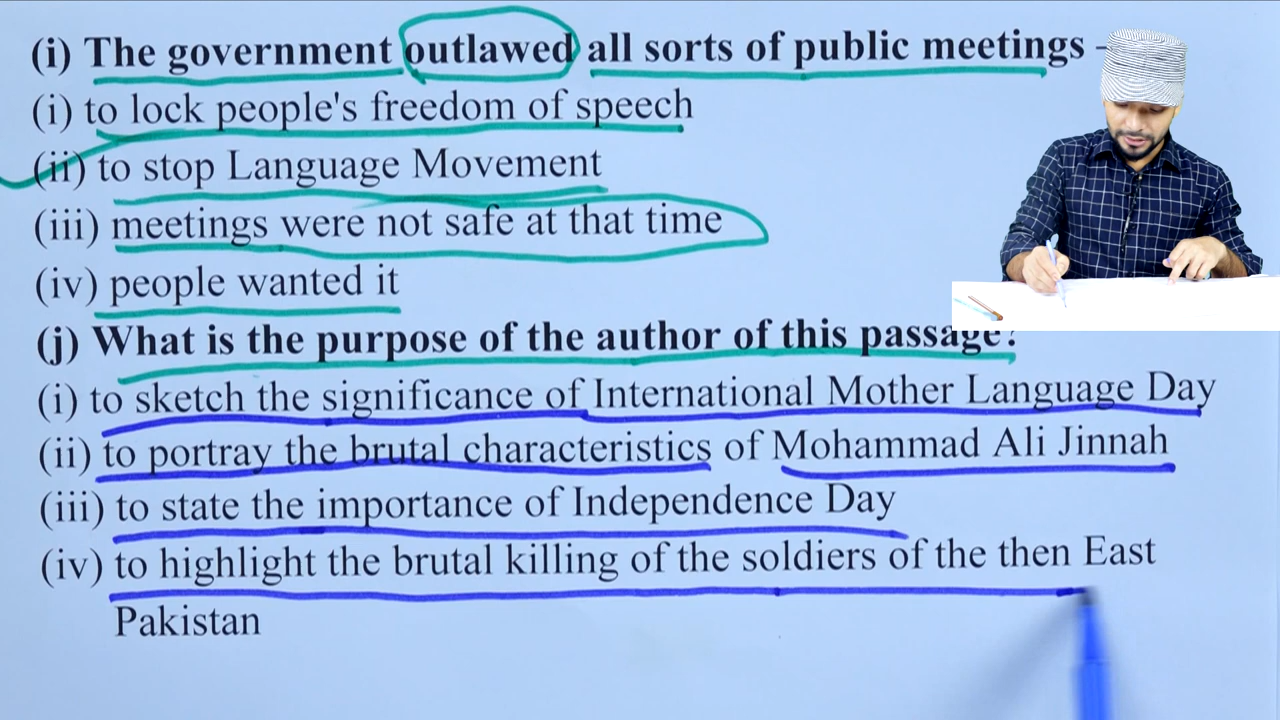 (i) The government outlawed all sorts of public meetings -
(i) to lock people's freedom of speech
(ii) to stop Language Movement
(iii) meetings were not safe at that time
(iv) people wanted it
(j) What is the purpose of the author of this passage?
(i) to sketch the significance of International Mother Language Day
(ii) to portray the brutal characteristics of Mohammad Ali Jinnah
(iii) to state the importance of Independence Day
(iv) to highlight the brutal killing of the soldiers of the then East
Pakistan